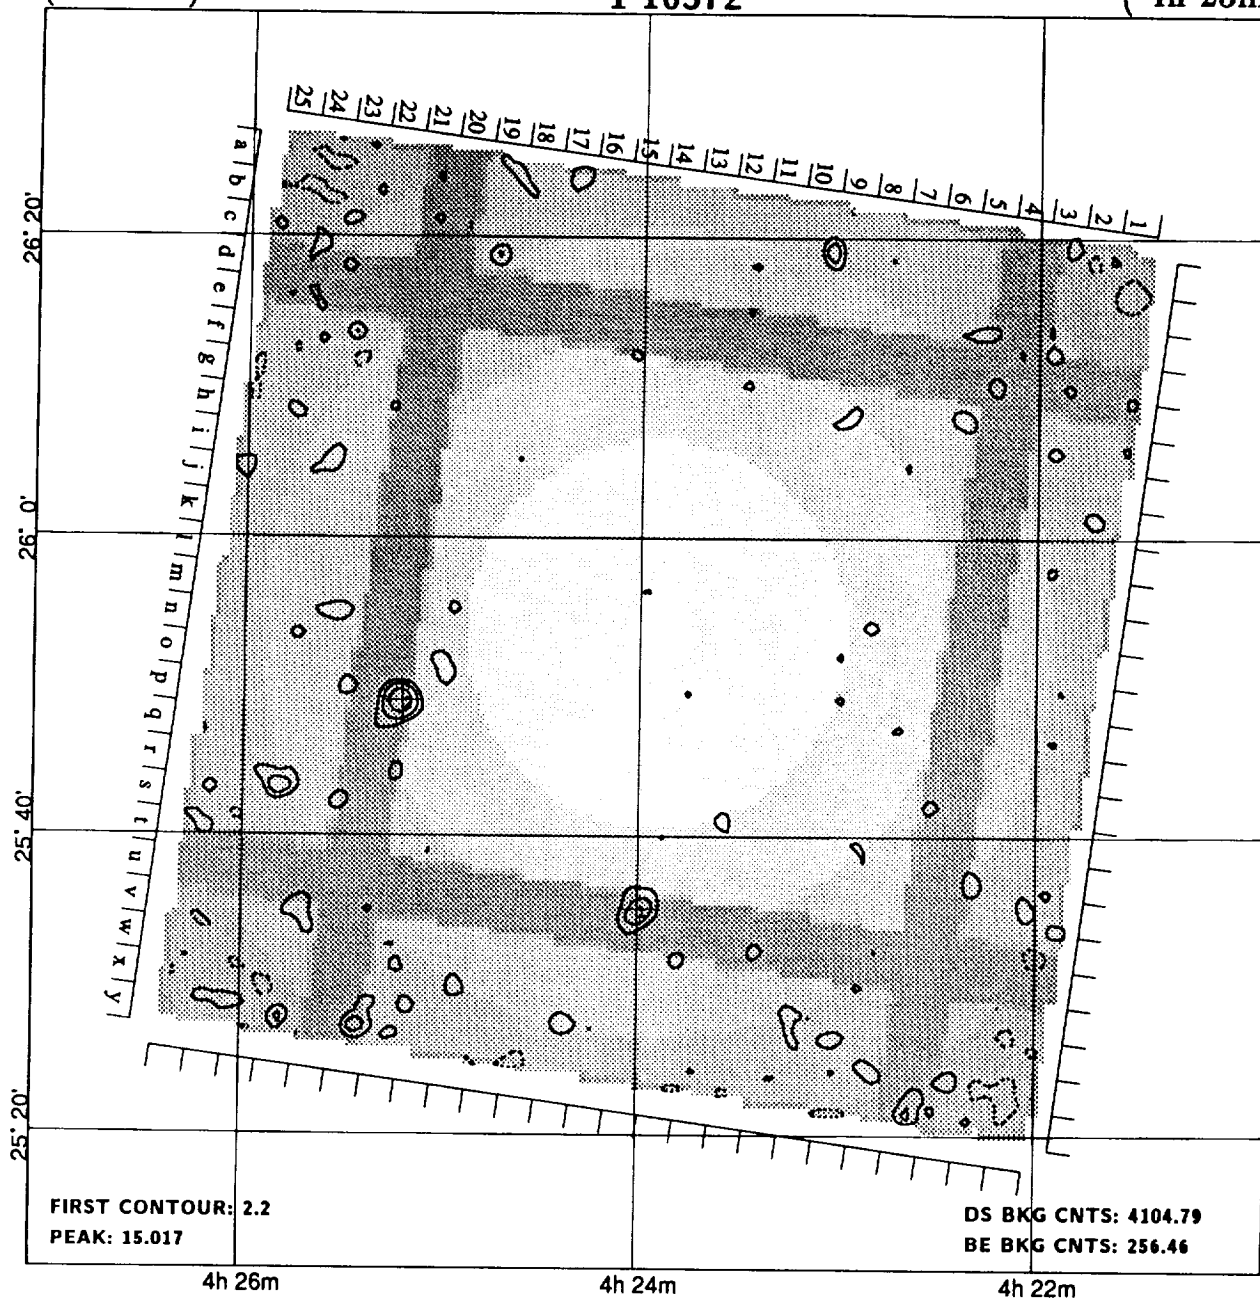 25 24 23 22 21 20 19 18 17 16 15 14 13 12 11 10 9 8 7 6 5 4 3 2 1
a b c d e f g h i j k l m n o p q r s t u v w x y
26° 20'
26° 0'
25° 40'
25° 20'
FIRST CONTOUR: 2.2
PEAK: 15.017
DS BKG CNTS: 4104.79
BE BKG CNTS: 256.46
4h 26m 4h 24m 4h 22m